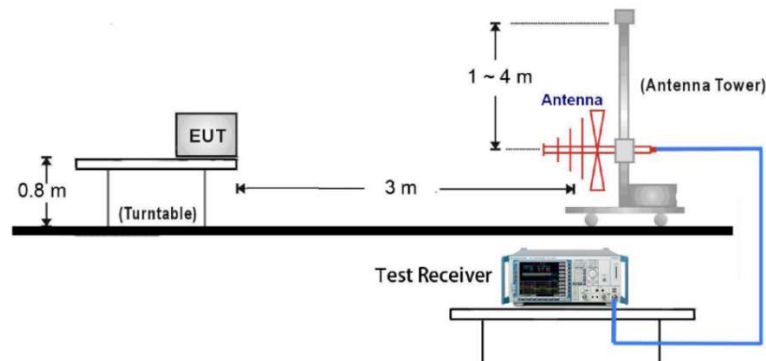 1 ~ 4 m
(Antenna Tower)
Antenna
EUT
0.8 m
3 m
(Turntable)
Test Receiver